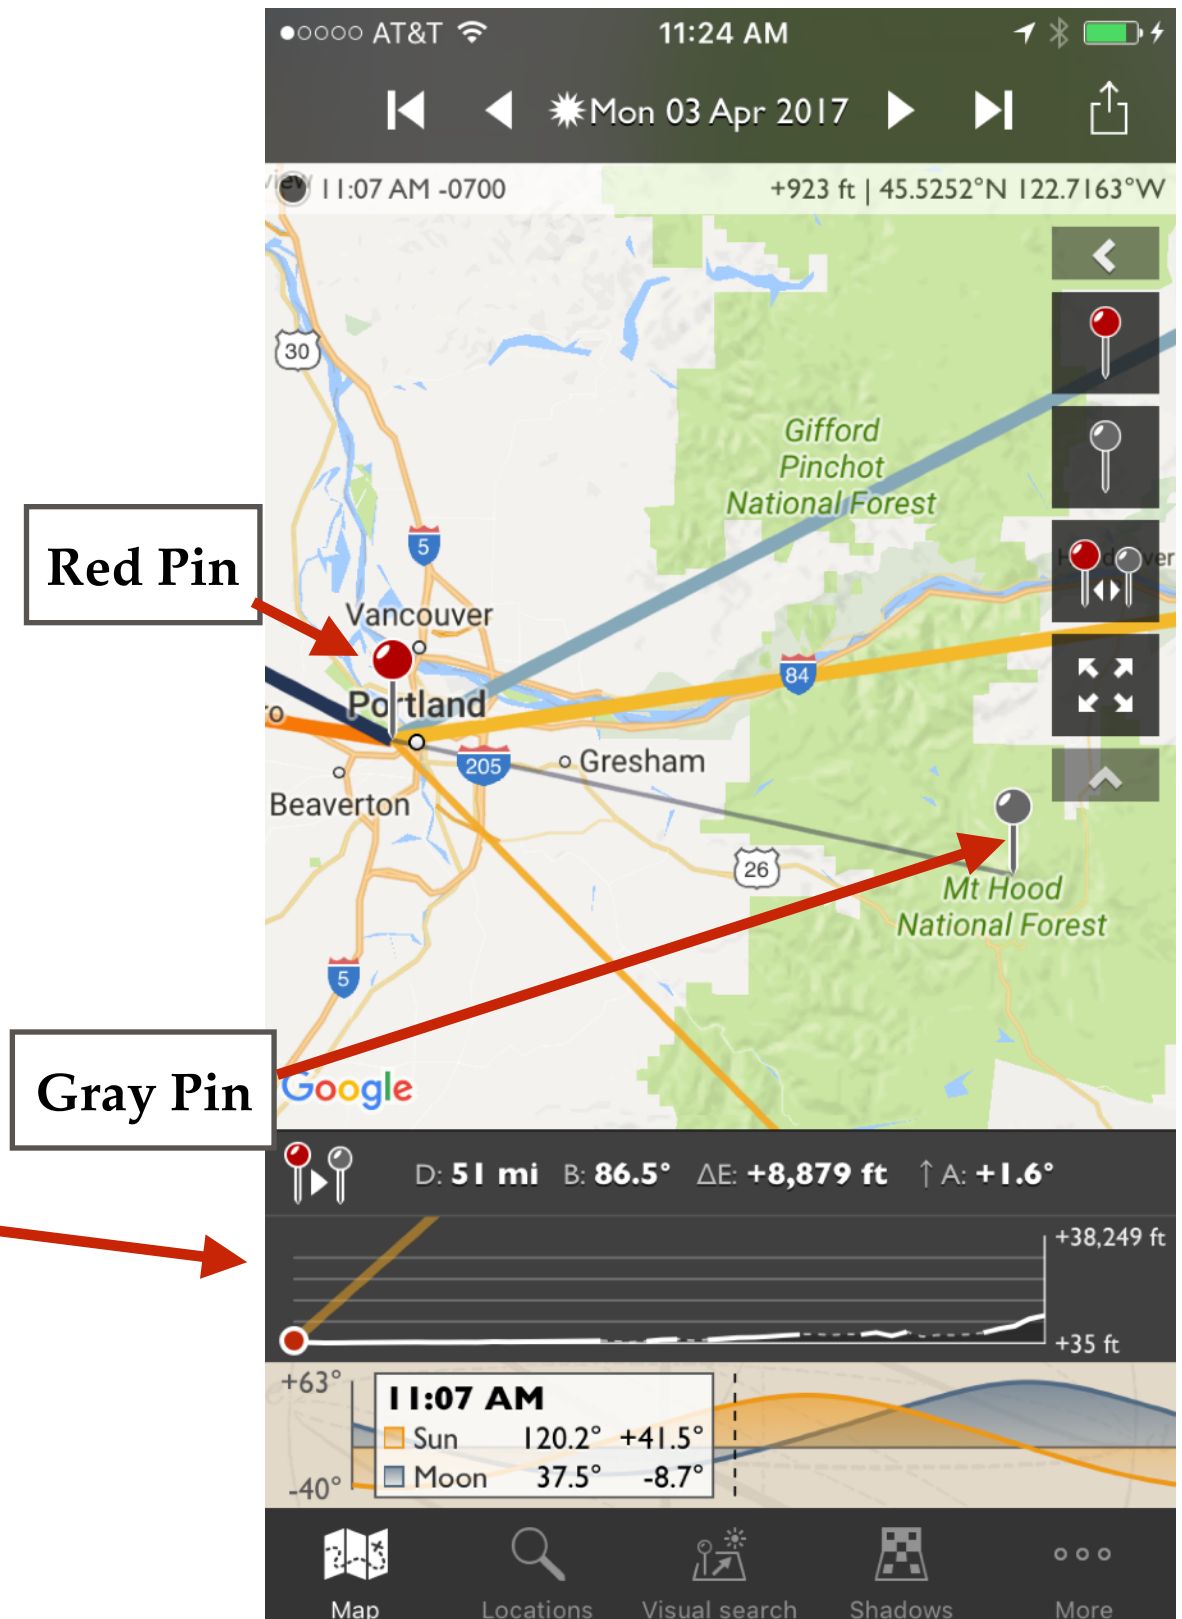 AT&T 11:24 AM
Mon 03 Apr 2017
11:07 AM -0700 +923 ft | 45.5252°N 122.7163°W
30
Gifford
Pinchot
National Forest
5
Red Pin
Vancouver
84
Portland
205
Gresham
Beaverton
26
Mt Hood
National Forest
5
Gray Pin
Google
D: 51 mi B: 86.5° ΔE: +8,879 ft ↑ A: +1.6°
+38,249 ft
+35 ft
+63°
11:07 AM
Sun 120.2° +41.5°
Moon 37.5° -8.7°
-40°
Map Locations Visual search Shadows More